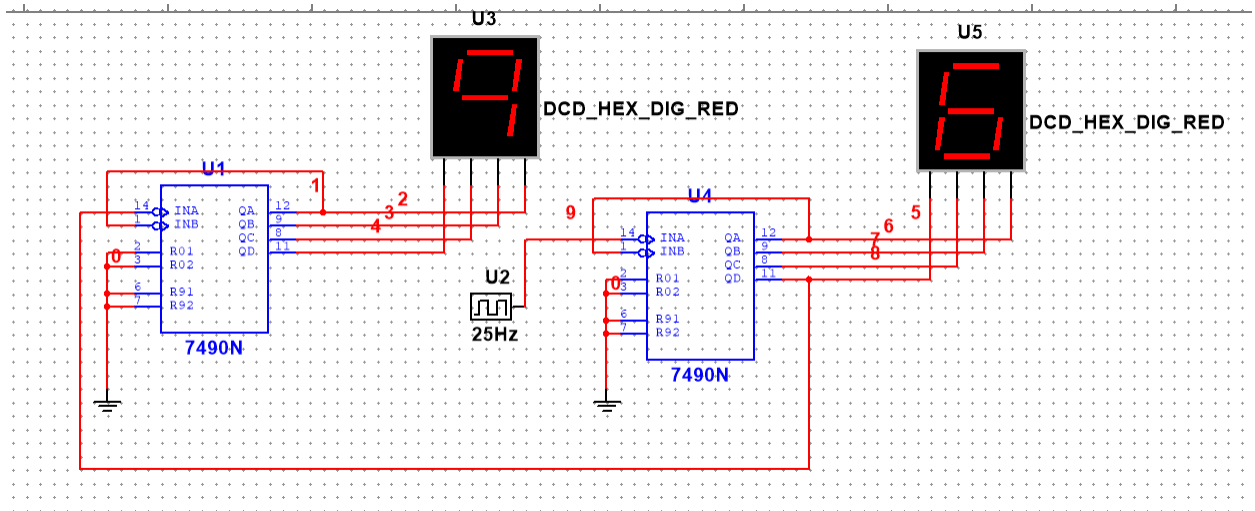 U3
U5
DCD_HEX_DIG_RED
DCD_HEX_DIG_RED
U1
1
2
3
4
14 INA QA 12
1 INB QB 9
QC 8
QD 11
0
2 R01
3 R02
6 R91
7 R92
7490N
U4
9
5
6
7
8
14 INA QA 12
1 INB QB 9
QC 8
QD 11
0
2 R01
3 R02
6 R91
7 R92
7490N
U2
25Hz
9
6